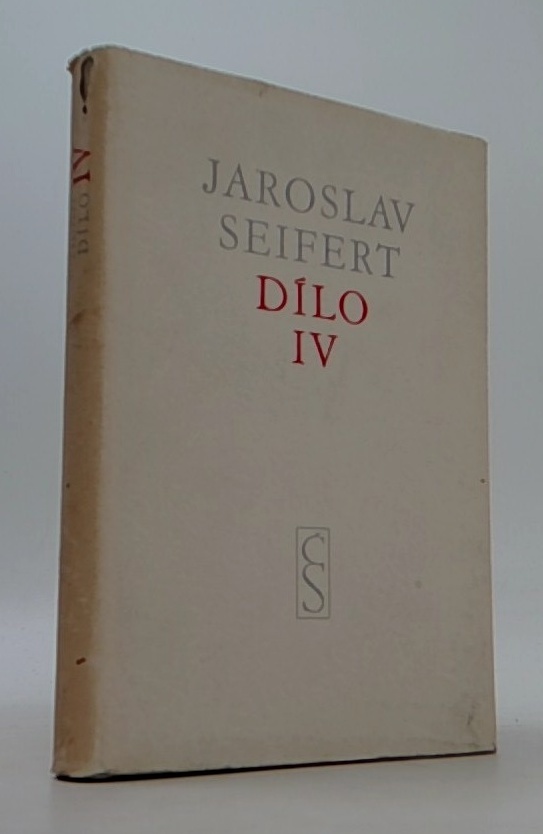 JAROSLAV
SEIFERT
DÍLO
IV
ČS
DÍLO IV